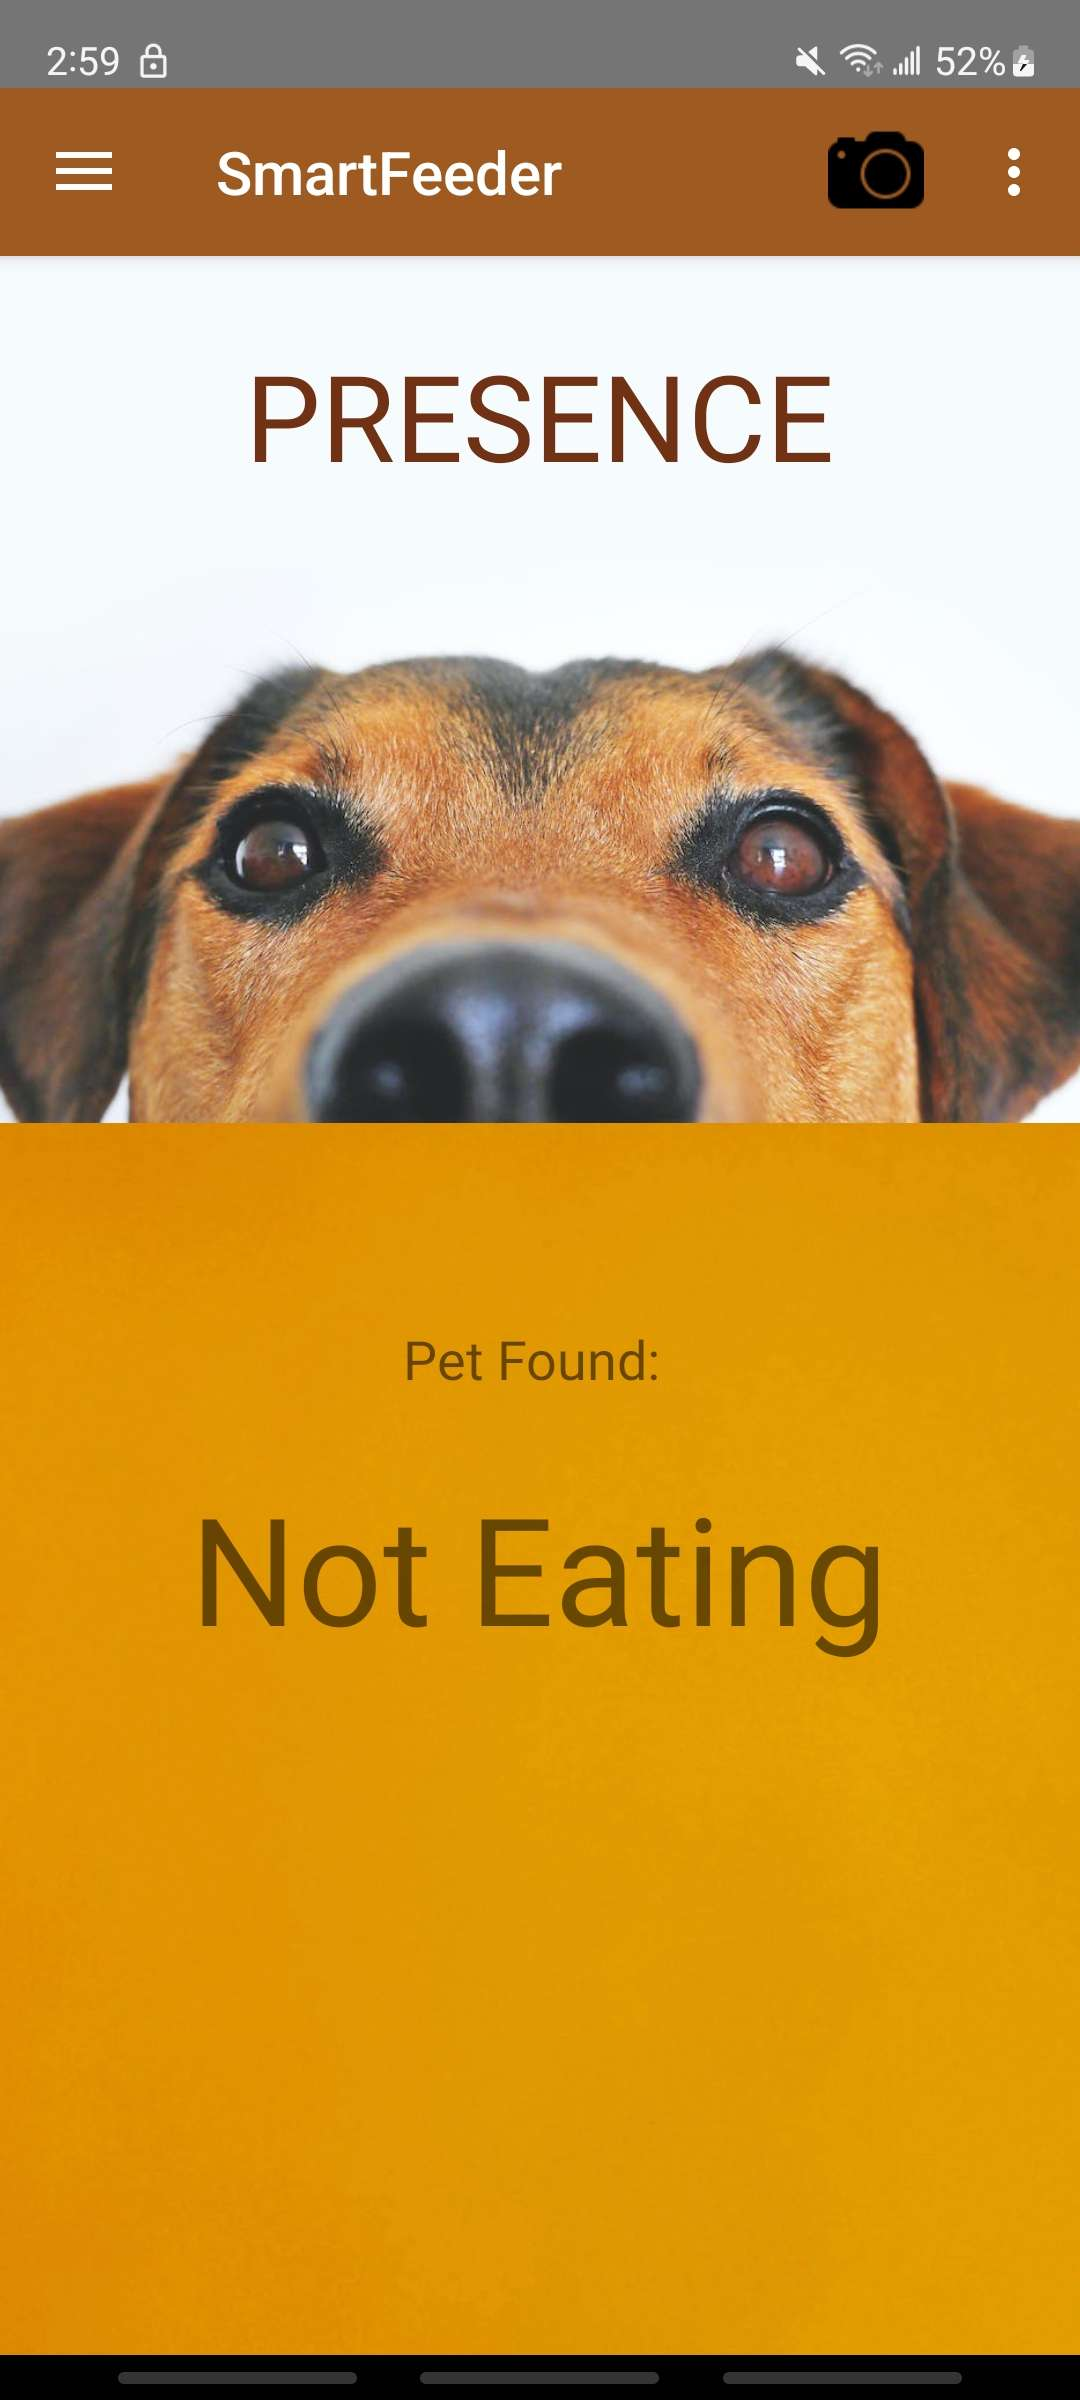 2:59 52%
SmartFeeder
PRESENCE
Pet Found:
Not Eating